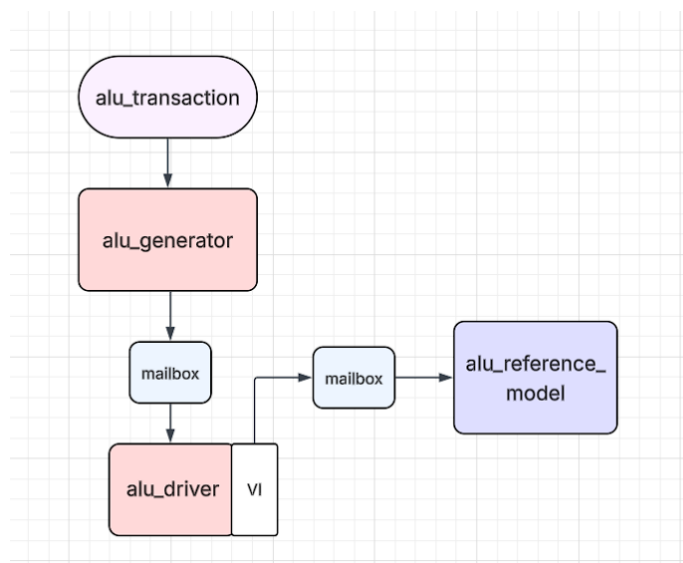 alu_transaction
alu_generator
mailbox
mailbox
alu_reference_
model
alu_driver
VI